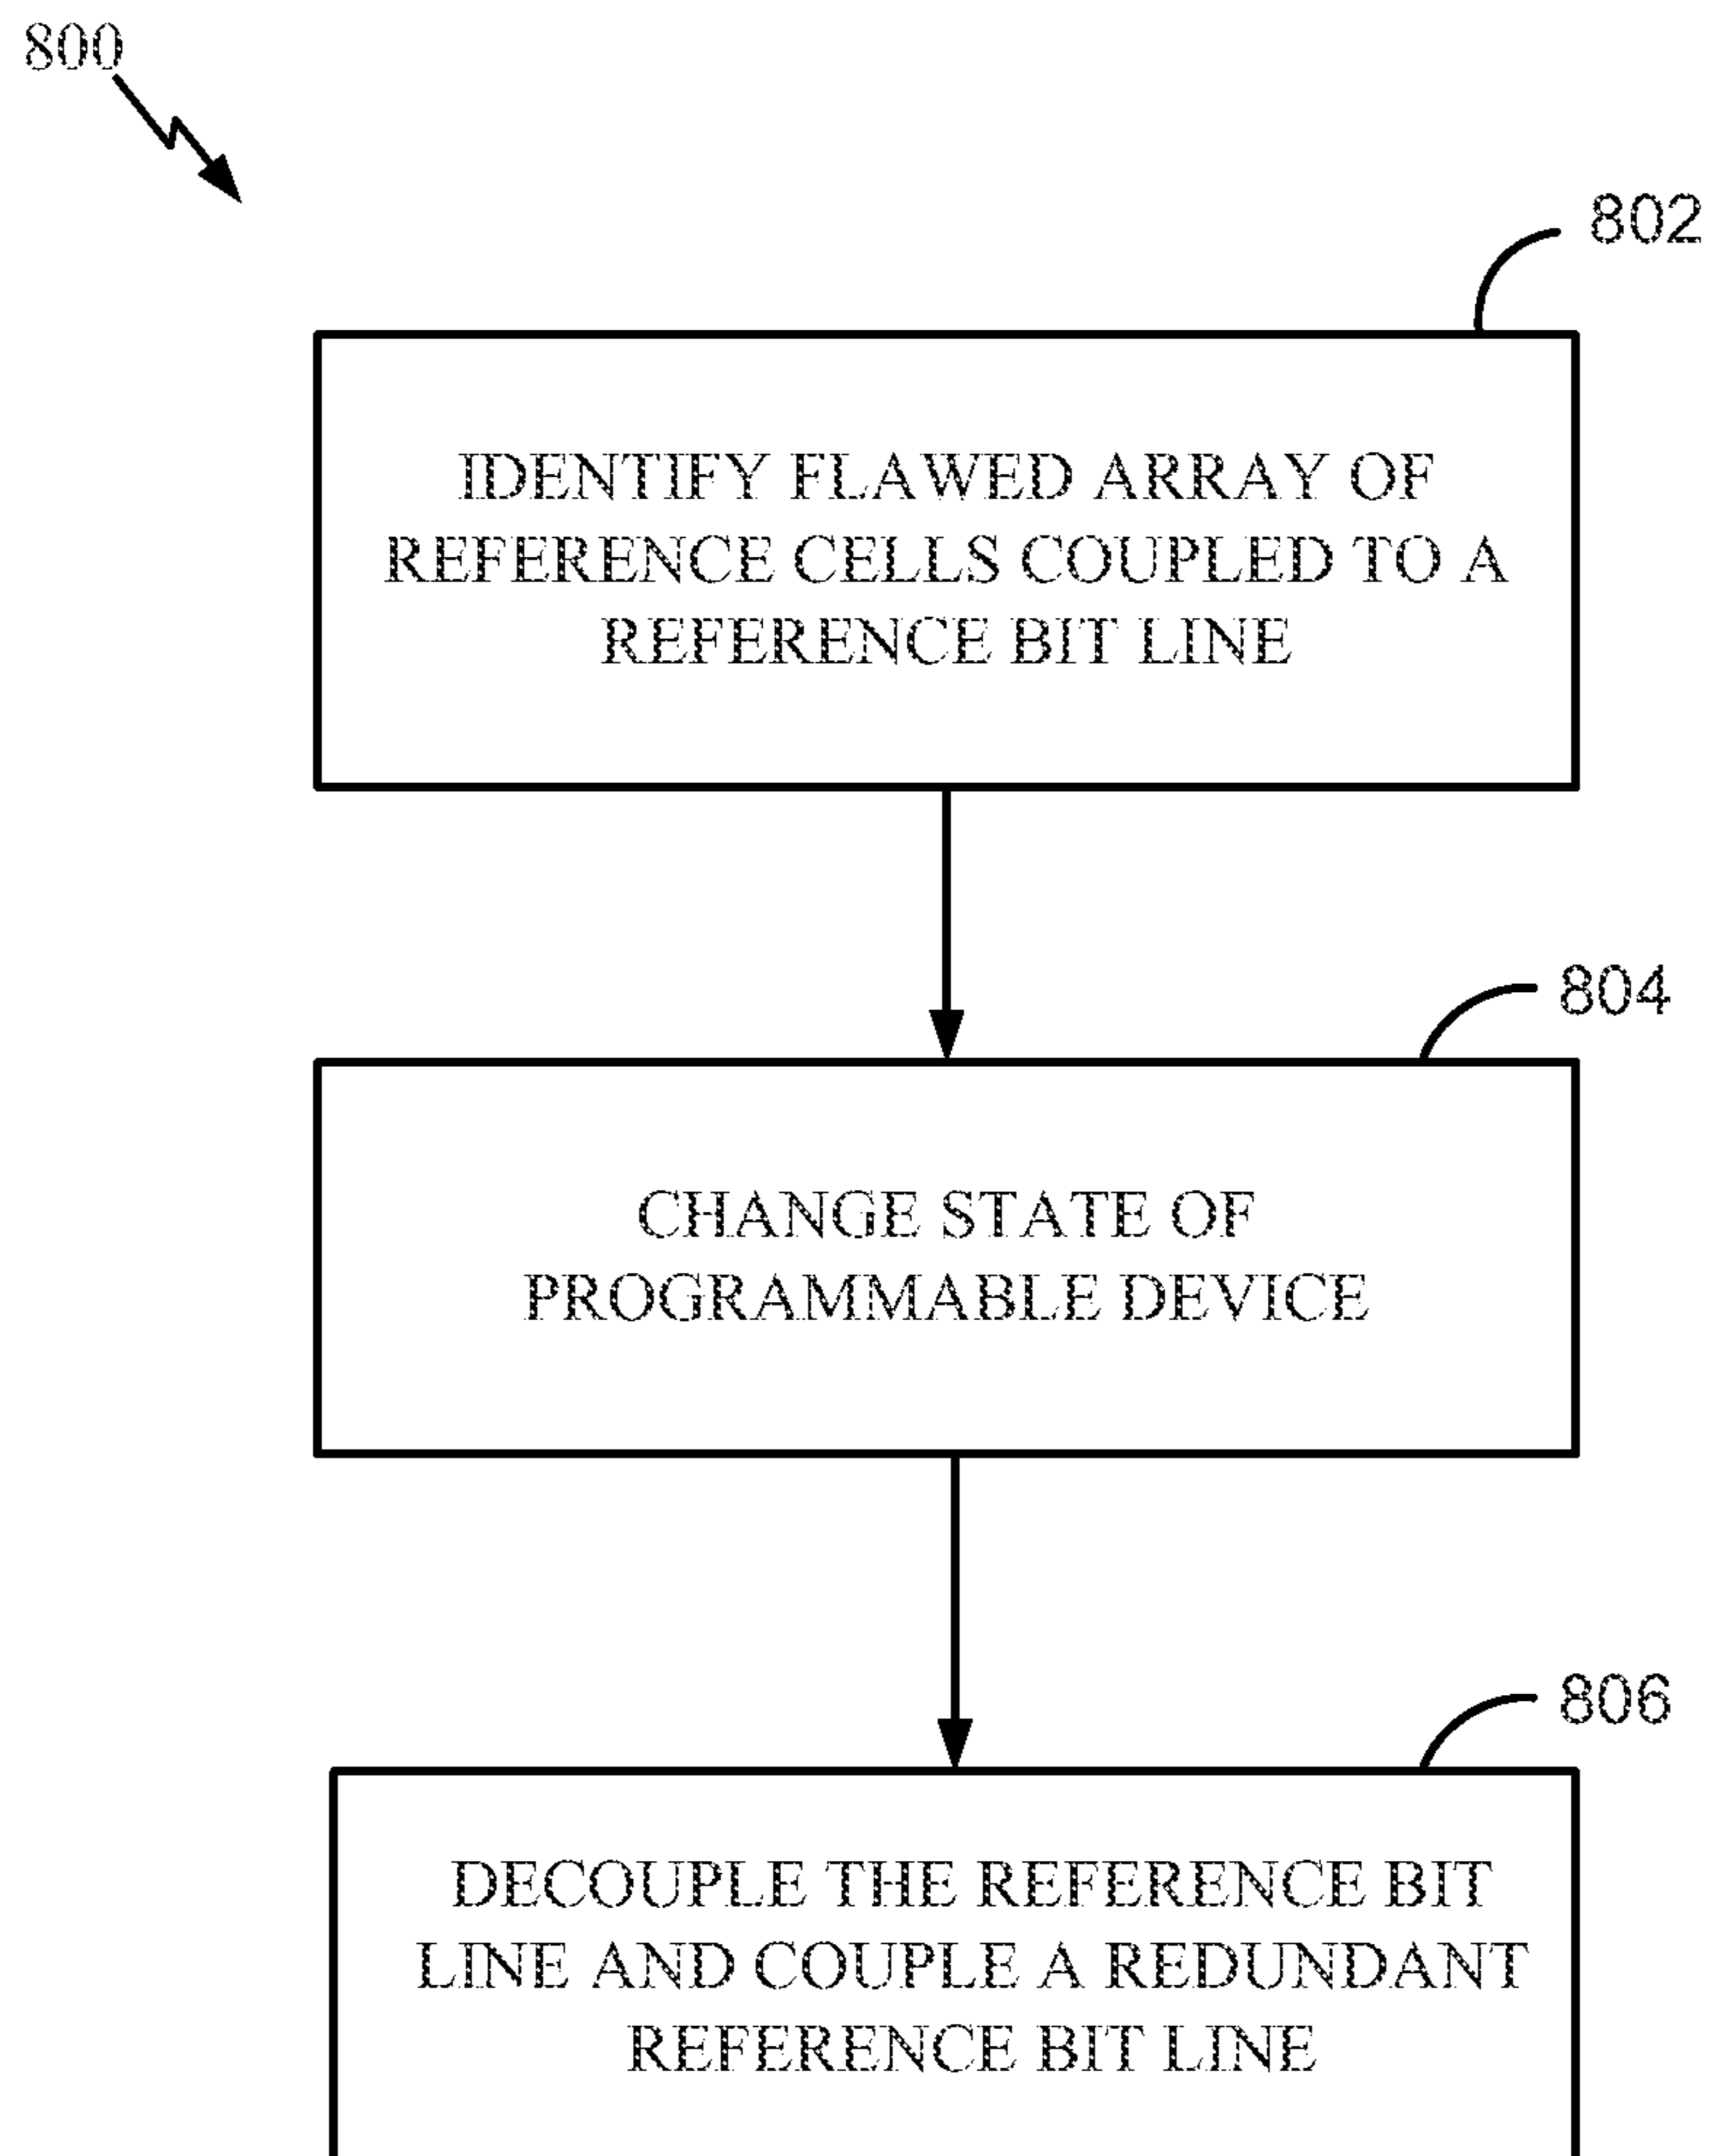 800
802
IDENTIFY FLAWED ARRAY OF
REFERENCE CELLS COUPLED TO A
REFERENCE BIT LINE
804
CHANGE STATE OF
PROGRAMMABLE DEVICE
806
DECOUPLE THE REFERENCE BIT
LINE AND COUPLE A REDUNDANT
REFERENCE BIT LINE